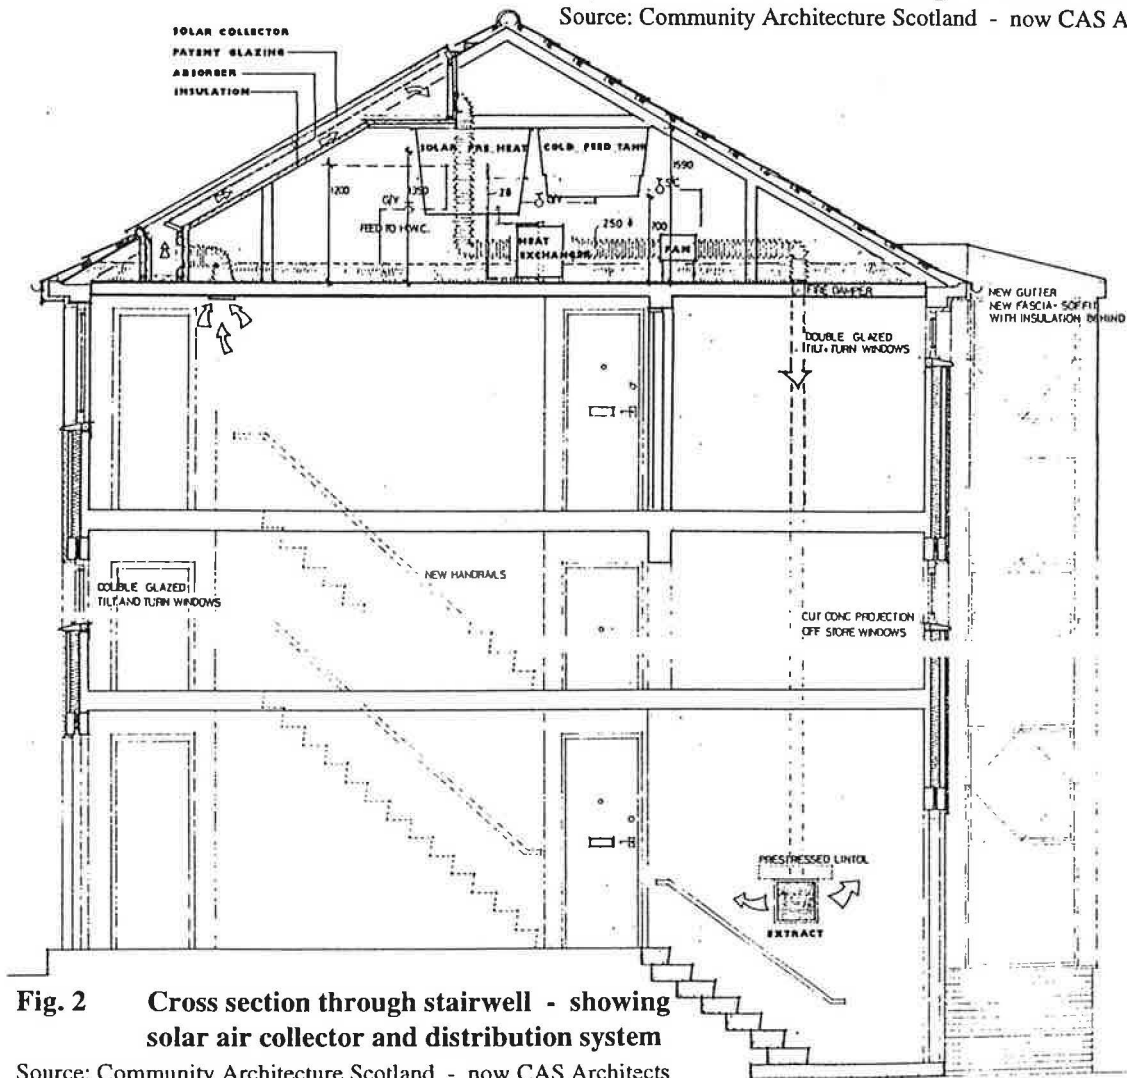 Source: Community Architecture Scotland - now CAS A
SOLAR COLLECTOR
PATENT GLAZING
ABSORBER
INSULATION
SOLAR PRE HEAT
COLD FEED TANK
1200
1350
1590
G/V
28
S/C
FEED TO H.W.C.
250
700
HEAT
EXCHANGER
FAN
FIRE DAMPER
NEW GUTTER
NEW FASCIA + SOFFIT
WITH INSULATION BEHIND
DOUBLE GLAZED
TILT+TURN WINDOWS
NEW HANDRAILS
DOUBLE GLAZED
TILT AND TURN WINDOWS
CUT CONC PROJECTION
OFF STORE WINDOWS
PRESTRESSED LINTOL
EXTRACT
Fig. 2 Cross section through stairwell - showing
solar air collector and distribution system
Source: Community Architecture Scotland - now CAS Architects